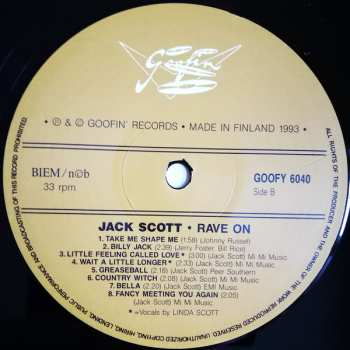 Goofin'
• ℗ & © GOOFIN' RECORDS • MADE IN FINLAND 1993 •
BIEM / n©b
33 rpm
GOOFY 6040
Side B
JACK SCOTT • RAVE ON
1. TAKE ME SHAPE ME (1:58) (Johnny Russel)
2. BILLY JACK (2:39) (Jerry Foster, Bill Rice)
3. LITTLE FEELING CALLED LOVE* (3:00) (Jack Scott) Mi Mi Music
4. WAIT A LITTLE LONGER* (2:33) (Jack Scott) Mi Mi Music
5. GREASEBALL (2:16) (Jack Scott) Peer Southern
6. COUNTRY WITCH (2:08) (Jack Scott) Mi Mi Music
7. BELLA (2:20) (Jack Scott) EMI Music
8. FANCY MEETING YOU AGAIN (2:05)
(Jack Scott) Mi Mi Music
*=Vocals by LINDA SCOTT
ALL RIGHTS OF THE PRODUCER AND THE OWNER OF THE WORK REPRODUCED RESERVED. UNAUTHORIZED COPYING, HIRING, LENDING, PUBLIC PERFORMANCE AND BROADCASTING OF THIS RECORD PROHIBITED